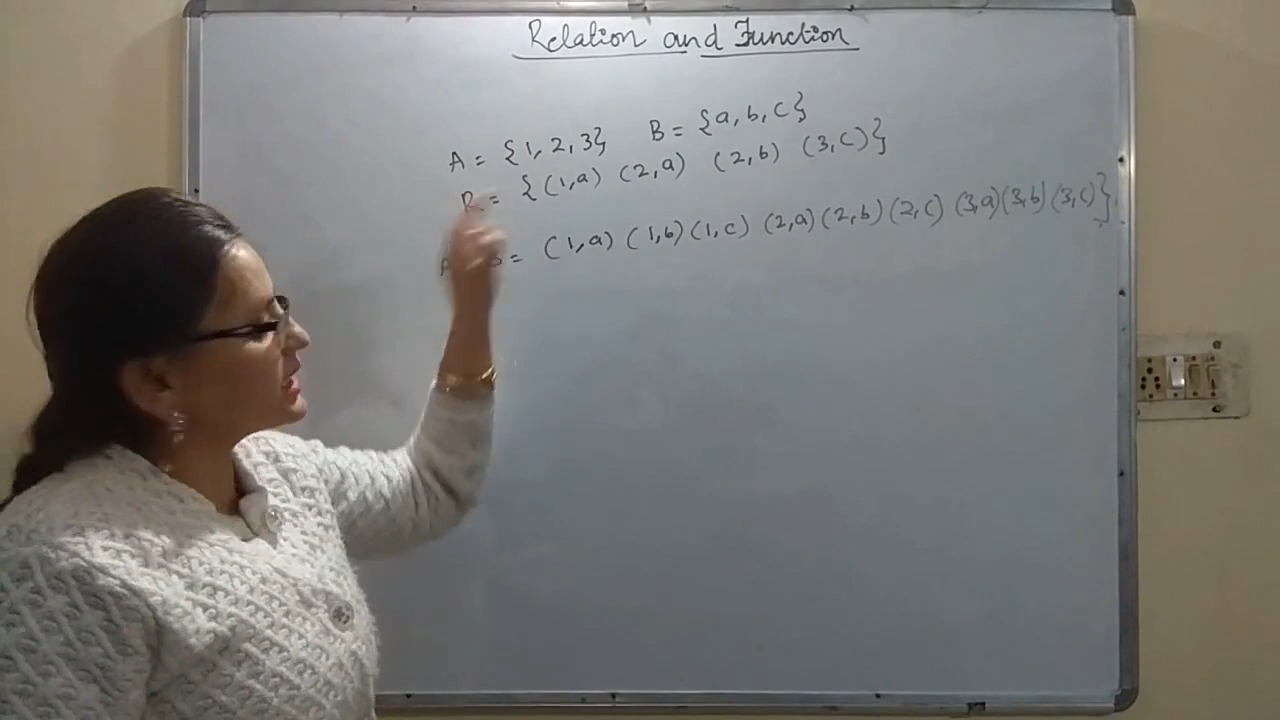 Relation and Function
A = {1, 2, 3} B = {a, b, c}
R = {(1,a) (2,a) (2,b) (3,c)}
= (1,a) (1,b) (1,c) (2,a) (2,b) (2,c) (3,a) (3,b) (3,c)}